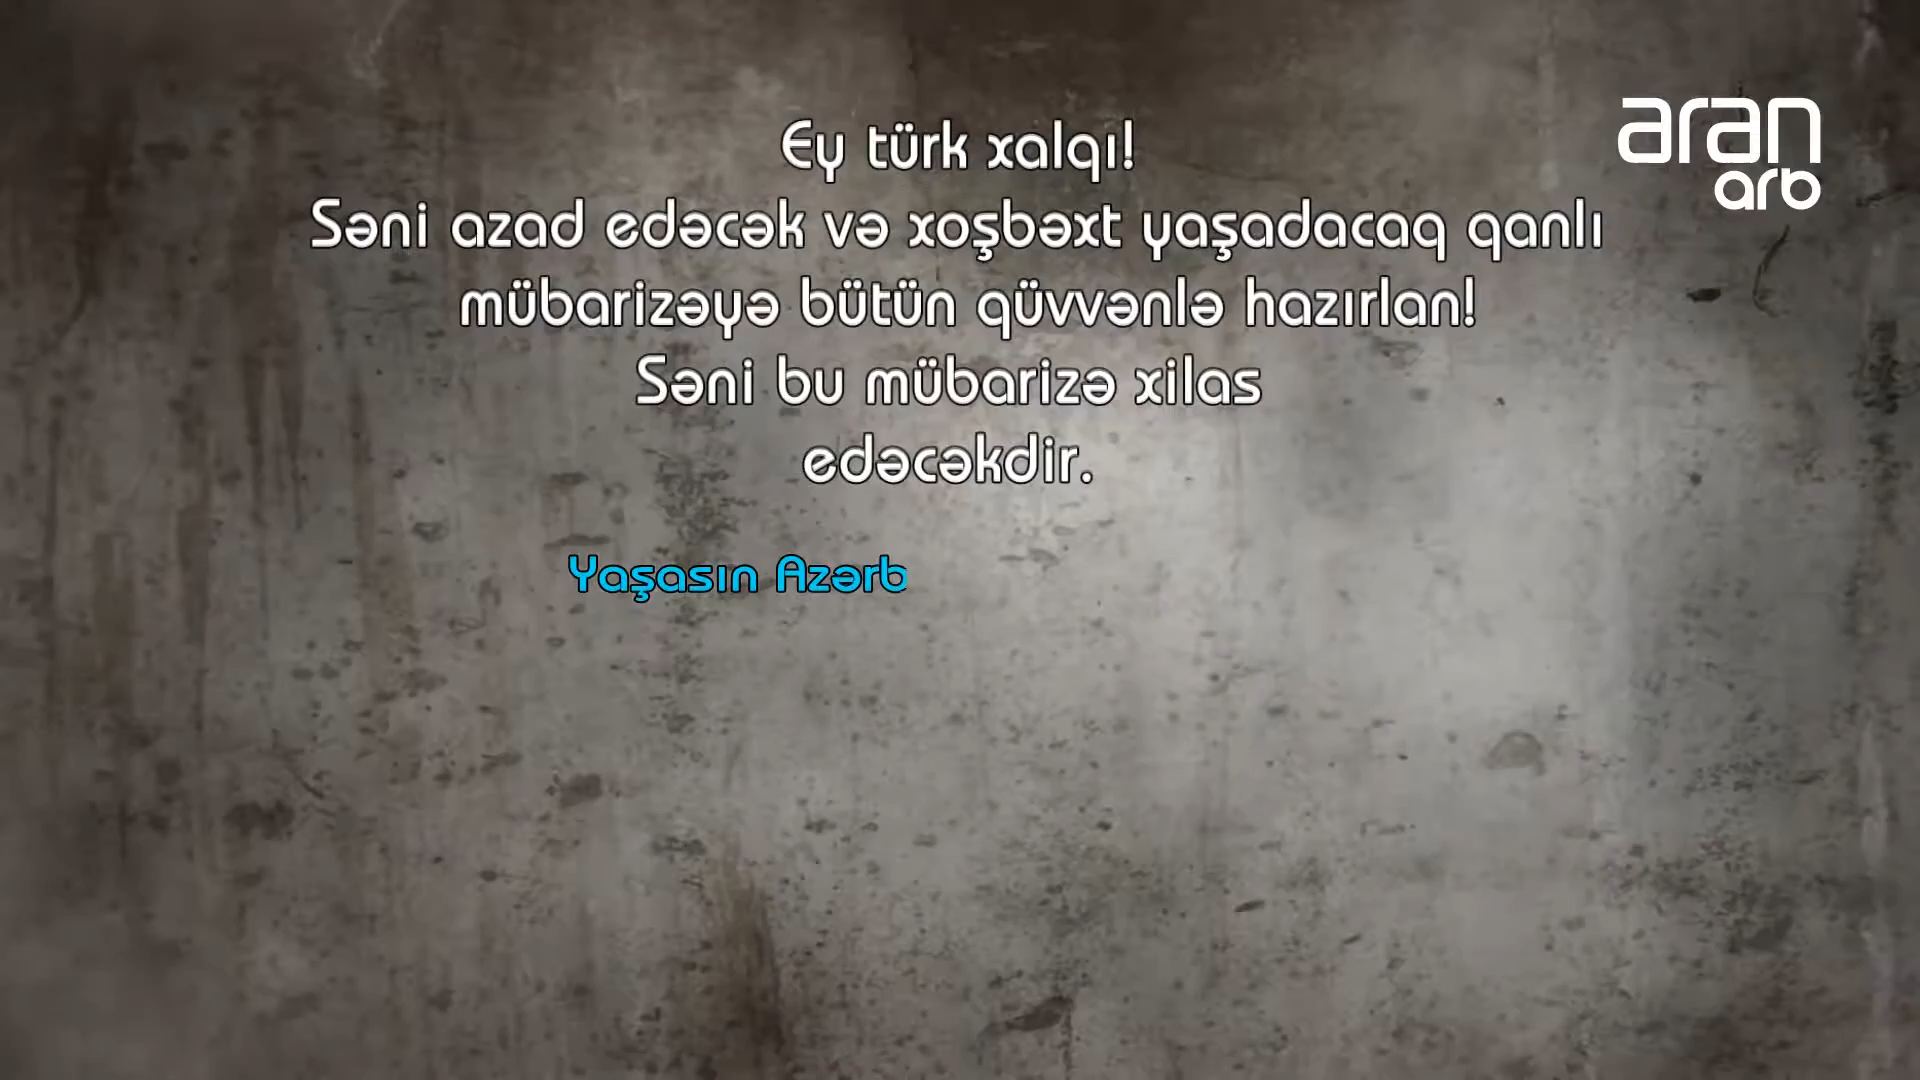 Ey türk xalqı!
aran
arb
Səni azad edəcək və xoşbəxt yaşadacaq qanlı
mübarizəyə bütün qüvvənlə hazırlan!
Səni bu mübarizə xilas
edəcəkdir.
Yaşasın Azərb